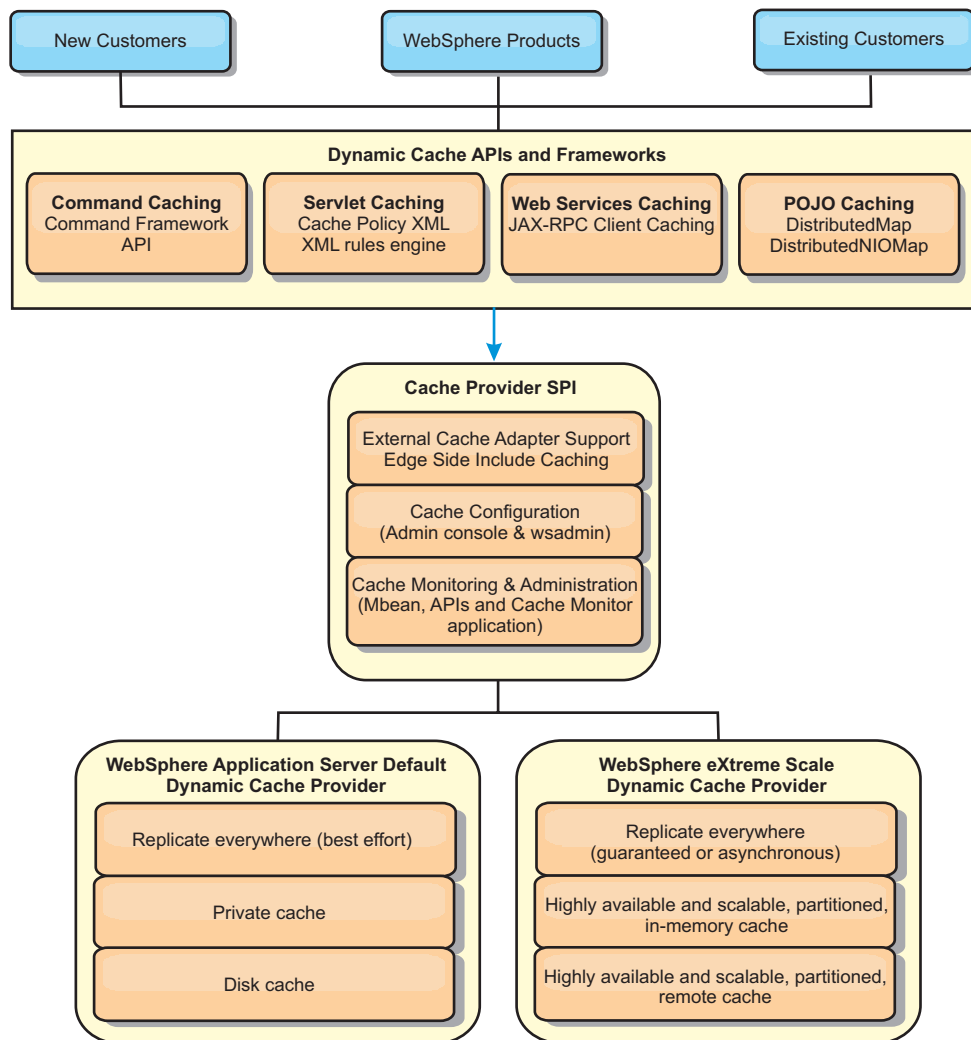 New Customers
WebSphere Products
Existing Customers
Dynamic Cache APIs and Frameworks
Command Caching
Command Framework
API
Servlet Caching
Cache Policy XML
XML rules engine
Web Services Caching
JAX-RPC Client Caching
POJO Caching
DistributedMap
DistributedNIOMap
Cache Provider SPI
External Cache Adapter Support
Edge Side Include Caching
Cache Configuration
(Admin console & wsadmin)
Cache Monitoring & Administration
(Mbean, APIs and Cache Monitor
application)
WebSphere Application Server Default
Dynamic Cache Provider
Replicate everywhere (best effort)
Private cache
Disk cache
WebSphere eXtreme Scale
Dynamic Cache Provider
Replicate everywhere
(guaranteed or asynchronous)
Highly available and scalable, partitioned,
in-memory cache
Highly available and scalable, partitioned,
remote cache